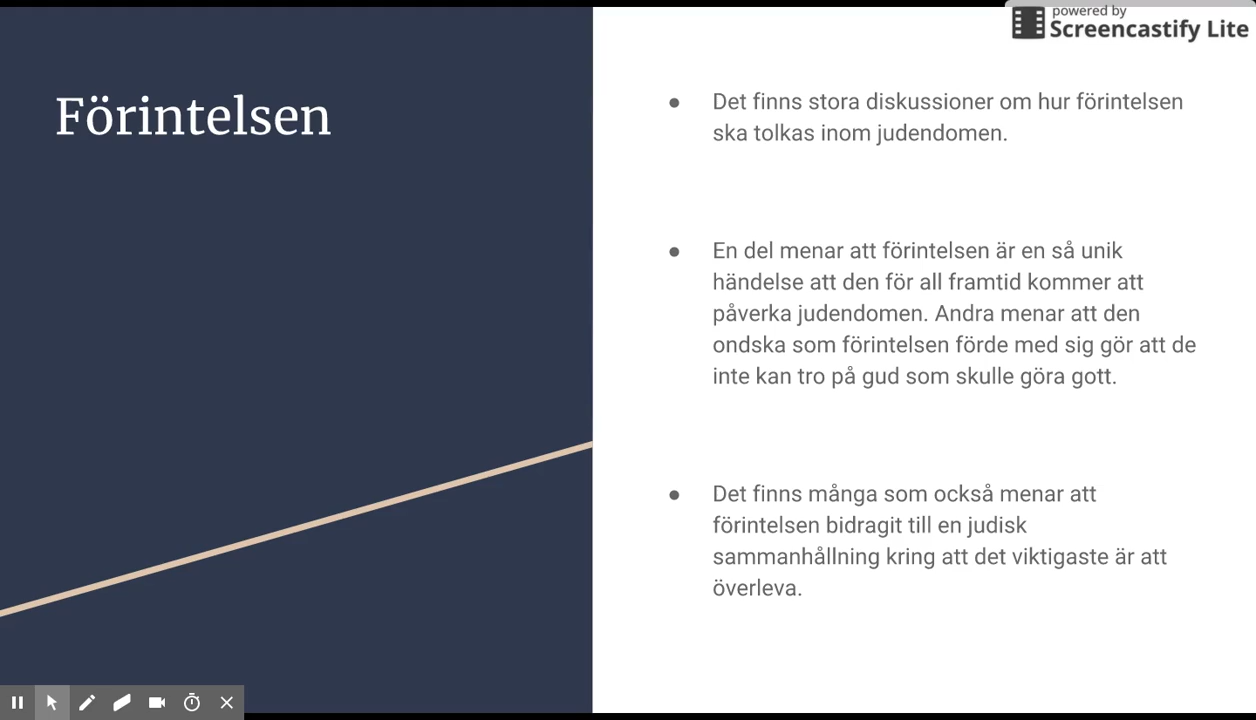 powered by
Screencastify Lite
Förintelsen
● Det finns stora diskussioner om hur förintelsen
ska tolkas inom judendomen.
● En del menar att förintelsen är en så unik
händelse att den för all framtid kommer att
påverka judendomen. Andra menar att den
ondska som förintelsen förde med sig gör att de
inte kan tro på gud som skulle göra gott.
● Det finns många som också menar att
förintelsen bidragit till en judisk
sammanhållning kring att det viktigaste är att
överleva.